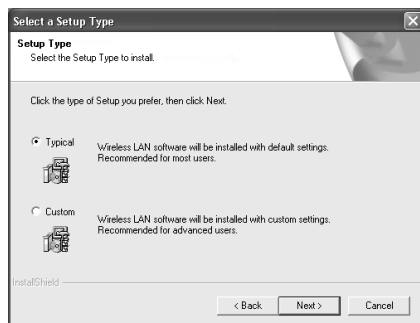 Select a Setup Type
Setup Type
Select the Setup Type to install.
Click the type of Setup you prefer, then click Next.
Typical
Wireless LAN software will be installed with default settings.
Recommended for most users.
Custom
Wireless LAN software will be installed with custom settings.
Recommended for advanced users.
InstallShield
< Back
Next >
Cancel